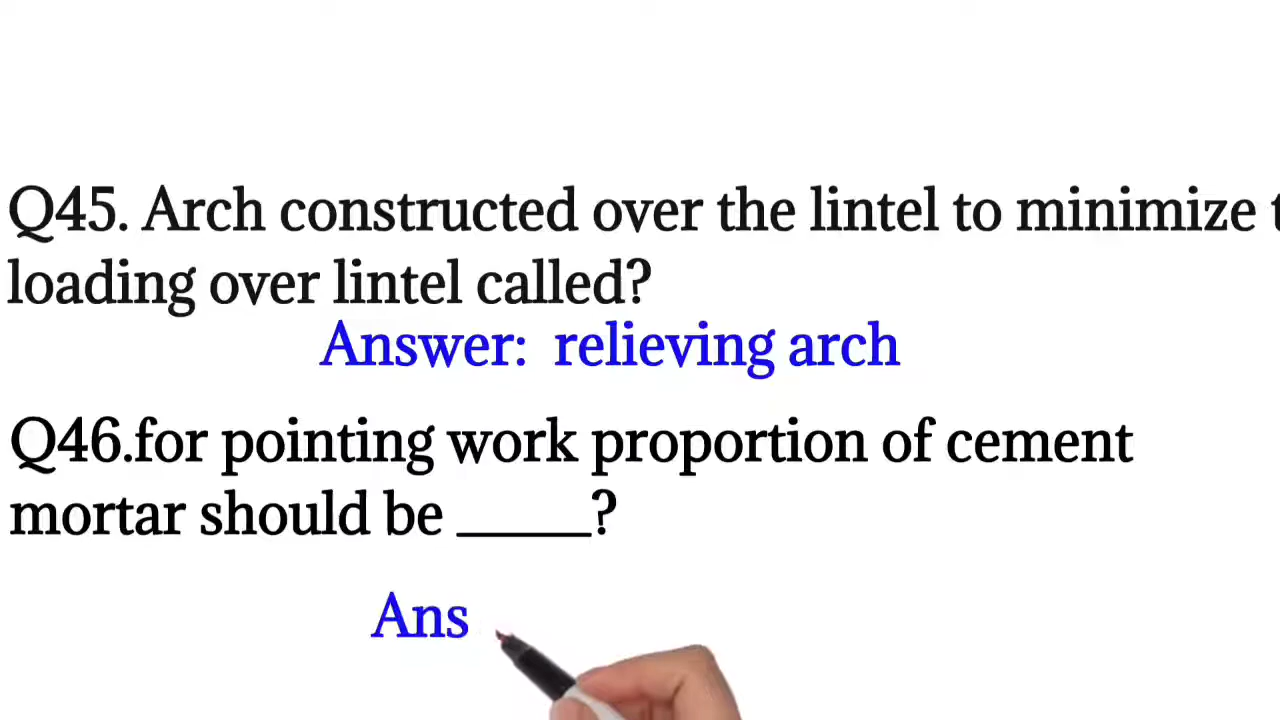 Q45. Arch constructed over the lintel to minimize t
loading over lintel called?
Answer: relieving arch
Q46.for pointing work proportion of cement
mortar should be _____?
Ans